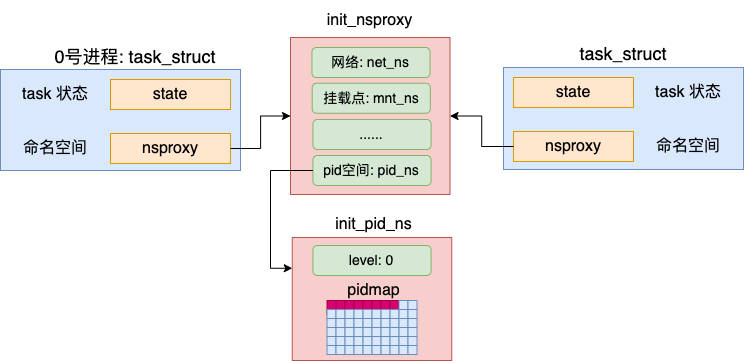 init_nsproxy
0号进程: task_struct
task 状态
state
命名空间
nsproxy
网络: net_ns
挂载点: mnt_ns
......
pid空间: pid_ns
task_struct
state
task 状态
nsproxy
命名空间
init_pid_ns
level: 0
pidmap